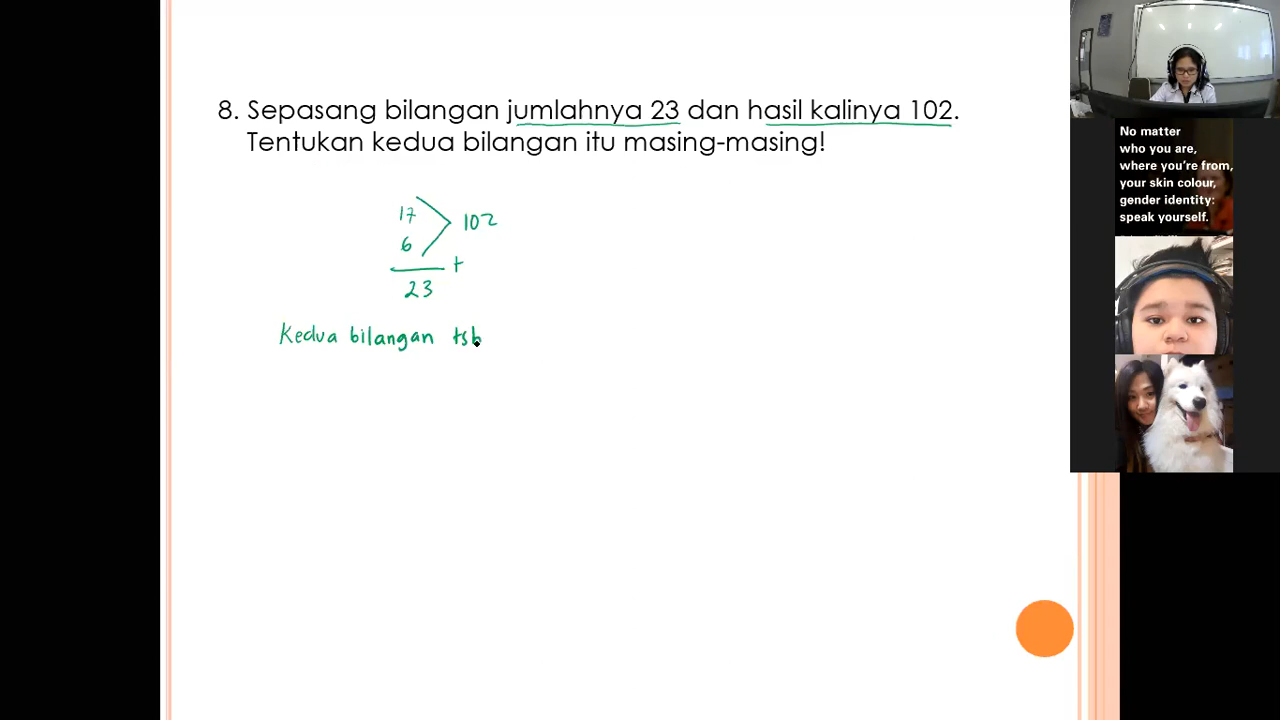 8. Sepasang bilangan jumlahnya 23 dan hasil kalinya 102.
Tentukan kedua bilangan itu masing-masing!
17
6
102
+
23
Kedua bilangan tsb
No matter
who you are,
where you're from,
your skin colour,
gender identity:
speak yourself.